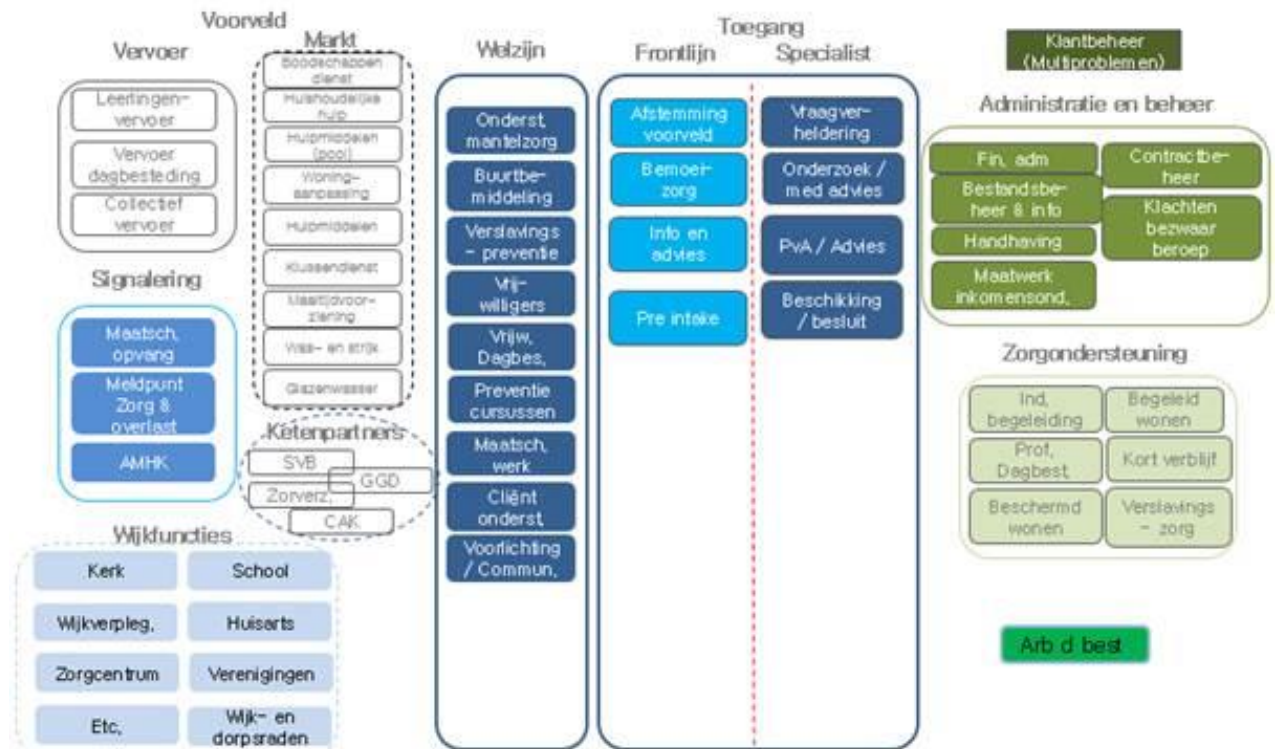 Voorveld
Vervoer
Leerlingen-
vervoer
Vervoer
dagbesteding
Collectief
vervoer
Signalering
Maatsch,
opvang
Meldpunt
Zorg &
overlast
AMHK
Markt
Boodschappen
dienst
Huishoudelijke
hulp
Hulpmiddelen
(pool)
Woning-
aanpassing
Hulpmiddelen
Klussendienst
Maaltijdvoor-
ziening
Was- en strijk
Glazenwasser
Ketenpartners
SVB
GGD
Zorverz,
CAK
Wijkfuncties
Kerk
School
Wijkverpleg,
Huisarts
Zorgcentrum
Verenigingen
Etc,
Wijk- en
dorpsraden
Welzijn
Onderst,
mantelzorg
Buurtbe-
middeling
Verslavings
- preventie
Vrij-
willigers
Vrijw,
Dagbes,
Preventie
cursussen
Maatsch,
werk
Cliënt
onderst,
Voorlichting
/ Commun,
Toegang
Frontlijn
Afstemming
voorveld
Bemoei-
zorg
Info en
advies
Pre intake
Specialist
Vraagver-
heldering
Onderzoek /
med advies
PvA / Advies
Beschikking
/ besluit
Klantbeheer
(Multiproblemen)
Administratie en beheer
Fin, adm
Contractbe-
heer
Bestandsbe-
heer & info
Klachten
bezwaar
beroep
Handhaving
Maatwerk
inkomensond,
Zorgondersteuning
Ind,
begeleiding
Begeleid
wonen
Prof,
Dagbest,
Kort verblijf
Beschermd
wonen
Verslavings
- zorg
Arb d best